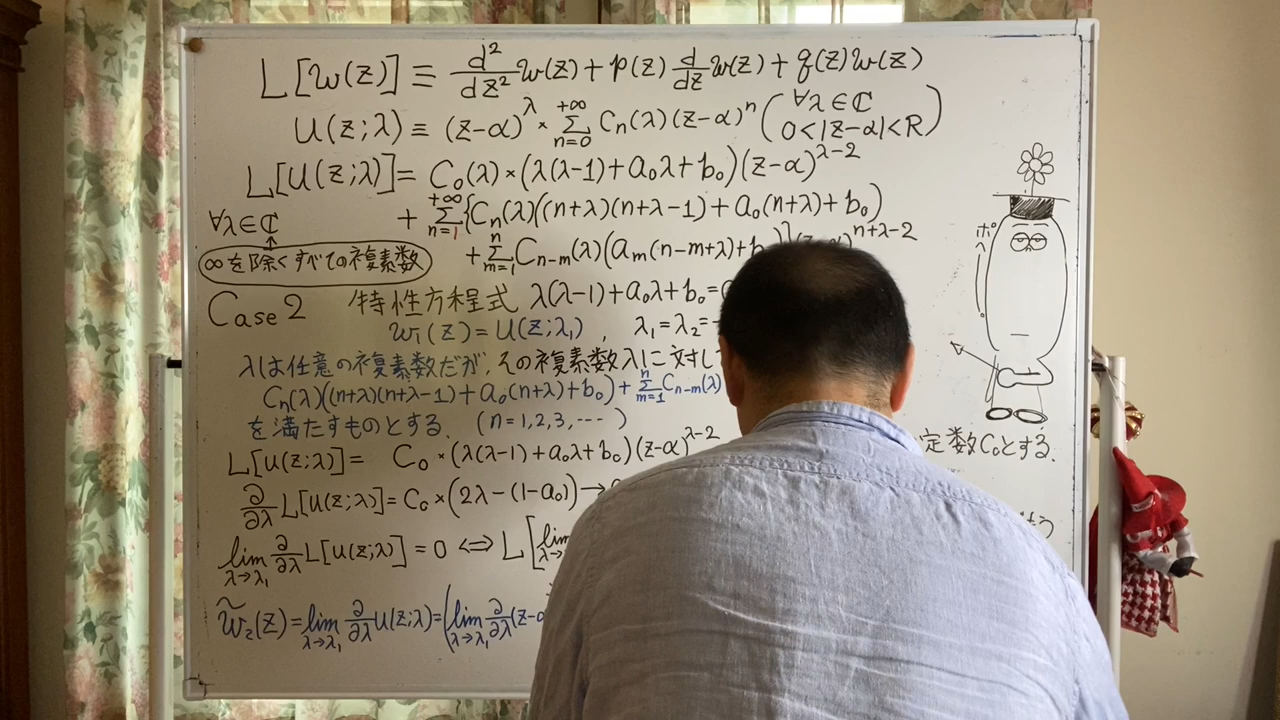 L[w(z)] ≡ d²/dz² w(z) + p(z) d/dz w(z) + q(z)w(z)
U(z;λ) ≡ (z-α)^λ × Σ_{n=0}^{+∞} Cn(λ)(z-α)^n (∀λ∈ℂ 0<|z-α|<R)
L[U(z;λ)] = C₀(λ)×(λ(λ-1)+a₀λ+b₀)(z-α)^{λ-2}
∀λ∈ℂ
+ Σ_{n=1}^{+∞}{Cn(λ)((n+λ)(n+λ-1)+a₀(n+λ)+b₀)
+ Σ_{m=1}^{n} C_{n-m}(λ)(a_m(n-m+λ)+b n+λ-2
∞を除くすべての複素数
ポへ
Case 2 特性方程式 λ(λ-1)+a₀λ+b₀=
w₁(z)=U(z;λ₁), λ₁=λ₂=
λは任意の複素数だが,その複素数λに対し
Cn(λ)((n+λ)(n+λ-1)+a₀(n+λ)+b₀)+Σ_{m=1}^{n} C_{n-m}(λ)
を満たすものとする. (n=1,2,3,----)
定数C₀とする.
L[U(z;λ)]= C₀×(λ(λ-1)+a₀λ+b₀)(z-α)^{λ-2}
∂/∂λ L[U(z;λ)]=C₀×(2λ-(1-a₀))→
lim_{λ→λ₁} ∂/∂λ L[U(z;λ)]=0 ⇔ L[lim
w̃₂(z)=lim_{λ→λ₁} ∂/∂λ U(z;λ)=(lim_{λ→λ₁} ∂/∂λ(z-α